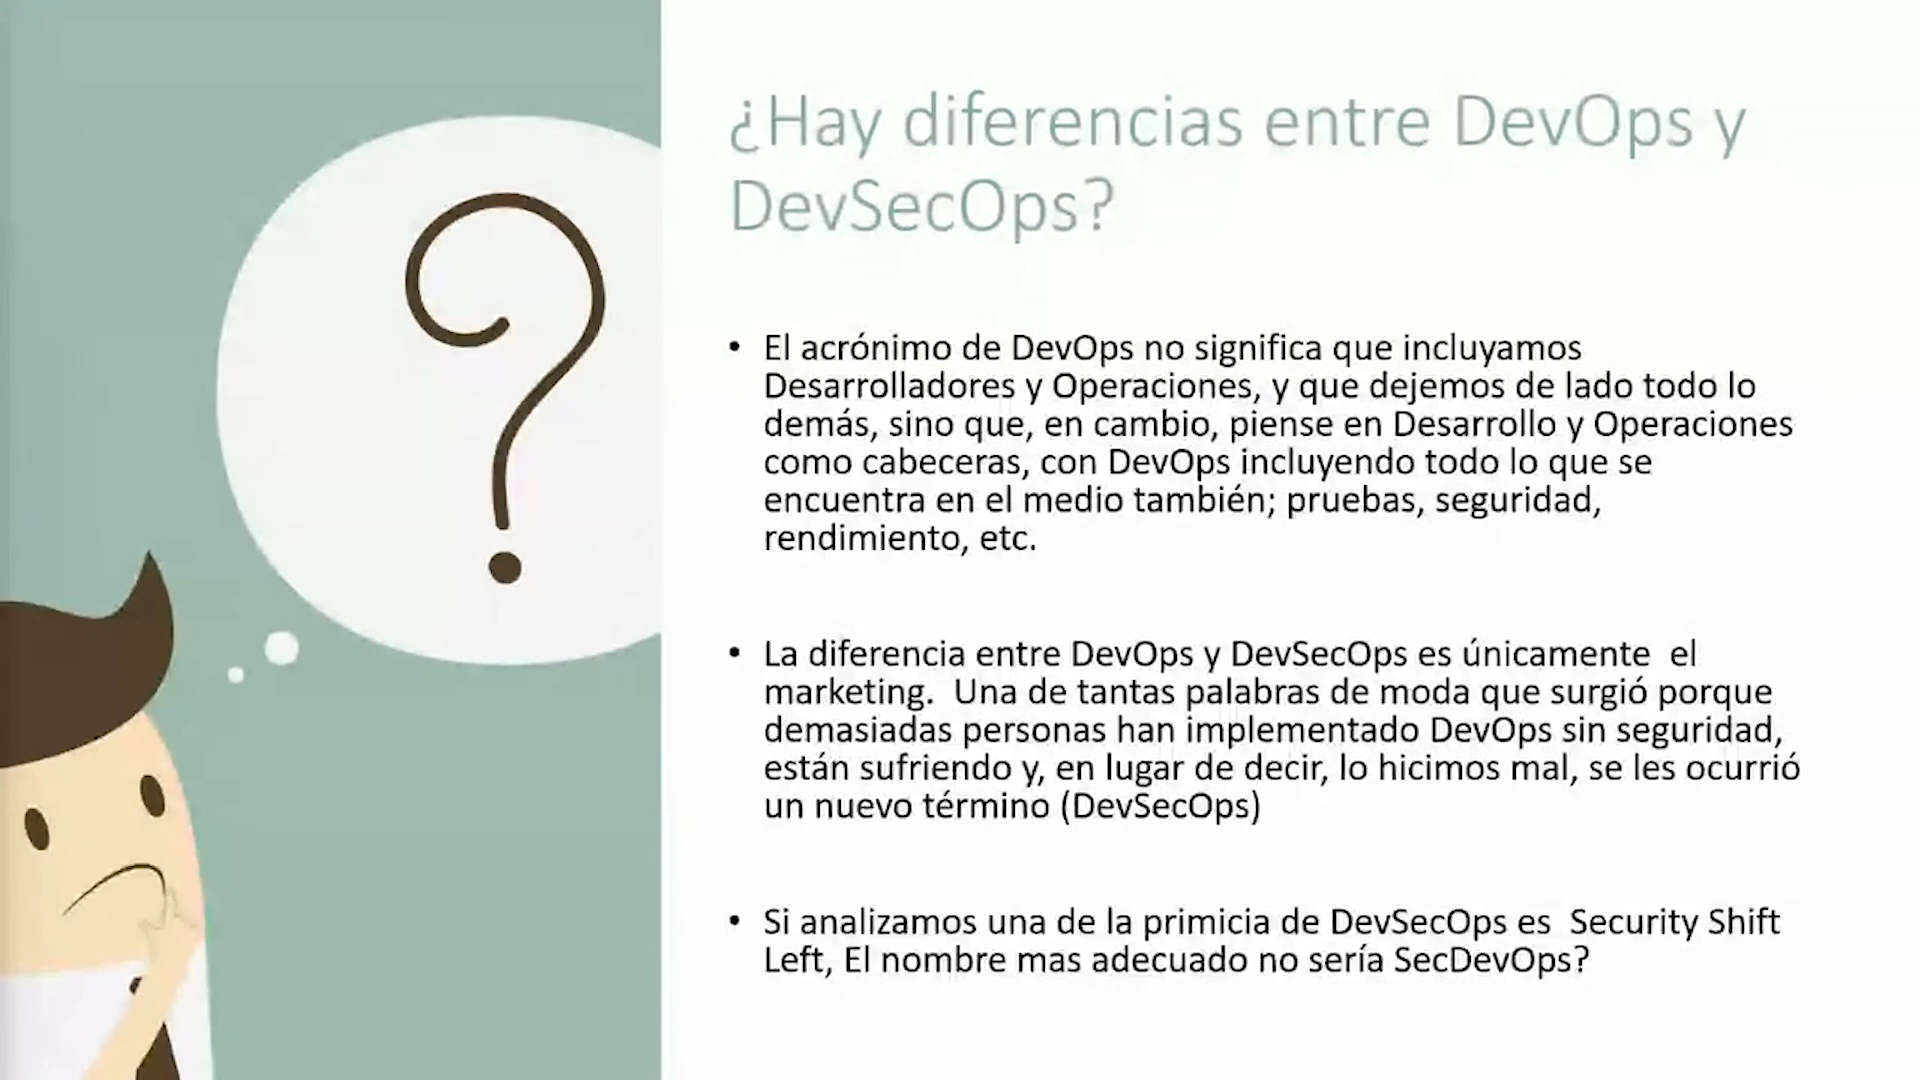 ¿Hay diferencias entre DevOps y
DevSecOps?
• El acrónimo de DevOps no significa que incluyamos
Desarrolladores y Operaciones, y que dejemos de lado todo lo
demás, sino que, en cambio, piense en Desarrollo y Operaciones
como cabeceras, con DevOps incluyendo todo lo que se
encuentra en el medio también; pruebas, seguridad,
rendimiento, etc.
• La diferencia entre DevOps y DevSecOps es únicamente  el
marketing.  Una de tantas palabras de moda que surgió porque
demasiadas personas han implementado DevOps sin seguridad,
están sufriendo y, en lugar de decir, lo hicimos mal, se les ocurrió
un nuevo término (DevSecOps)
• Si analizamos una de la primicia de DevSecOps es  Security Shift
Left, El nombre mas adecuado no sería SecDevOps?